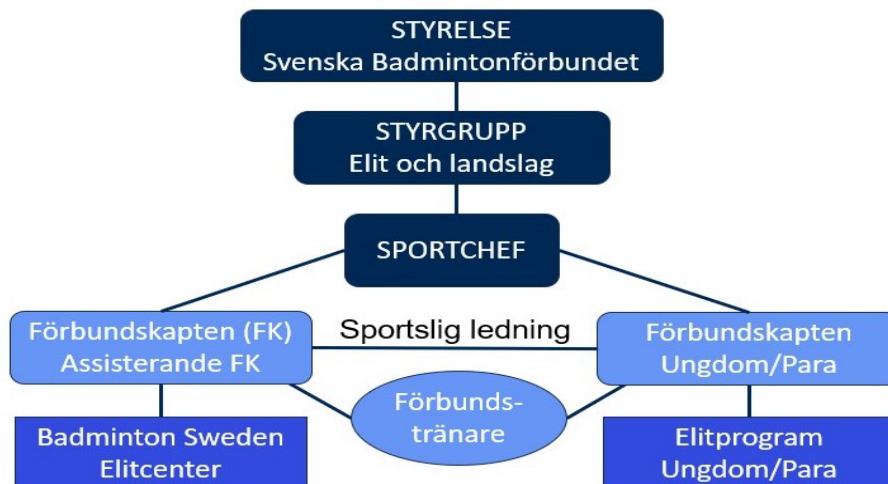 STYRELSE
Svenska Badmintonförbundet
STYRGRUPP
Elit och landslag
SPORTCHEF
Förbundskapten (FK)
Assisterande FK
Sportslig ledning
Förbundskapten
Ungdom/Para
Förbunds-
tränare
Badminton Sweden
Elitcenter
Elitprogram
Ungdom/Para